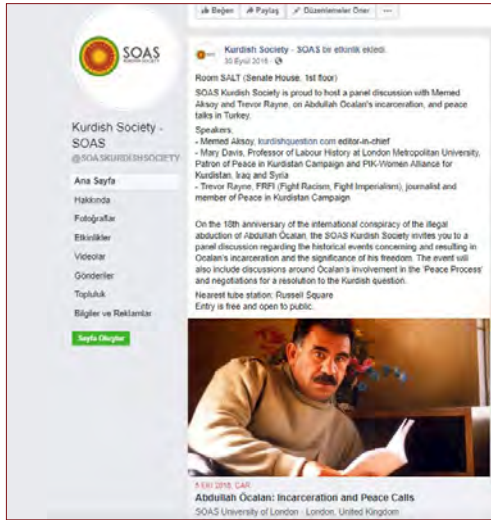 Beğen Paylaş Düzenlemeler Öner ...
SOAS
KURDISH SOCIETY
Kurdish Society -
SOAS
@SOASKURDISHSOCIETY
Ana Sayfa
Hakkında
Fotoğraflar
Etkinlikler
Videolar
Gönderiler
Topluluk
Bilgiler ve Reklamlar
Sayfa Oluştur
Kurdish Society - SOAS bir etkinlik ekledi.
30 Eylül 2016
Room SALT (Senate House, 1st floor)
SOAS Kurdish Society is proud to host a panel discussion with Memed
Aksoy and Trevor Rayne, on Abdullah Öcalan's incarceration, and peace
talks in Turkey.
Speakers;
- Memed Aksoy, kurdishquestion.com editor-in-chief
- Mary Davis, Professor of Labour History at London Metropolitan University,
Patron of Peace in Kurdistan Campaign and PIK-Women Alliance for
Kurdistan, Iraq and Syria
- Trevor Rayne, FRFI (Fight Racism, Fight Imperialism), journalist and
member of Peace in Kurdistan Campaign
On the 18th anniversary of the international conspiracy of the illegal
abduction of Abdullah Öcalan, the SOAS Kurdish Society invites you to a
panel discussion regarding the historical events concerning and resulting in
Ocalan's incarceration and the significance of his freedom. The event will
also include discussions around Öcalan's involvement in the 'Peace Process'
and negotiations for a resolution to the Kurdish question.
Nearest tube station: Russell Square
Entry is free and open to public.
5 EKİ 2016, ÇAR
Abdullah Öcalan: Incarceration and Peace Calls
SOAS University of London · London, United Kingdom